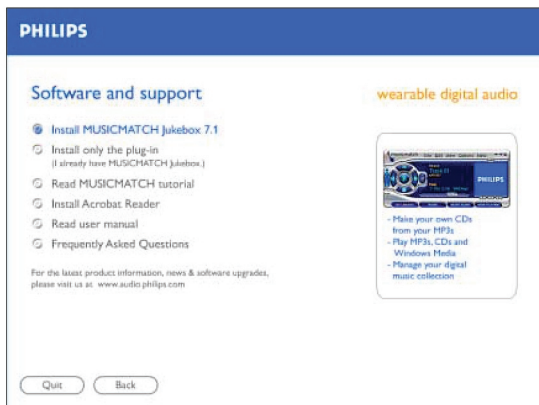 PHILIPS
Software and support
wearable digital audio
Install MUSICMATCH Jukebox 7.1
Install only the plug-in
(I already have MUSICMATCH Jukebox.)
Read MUSICMATCH tutorial
Install Acrobat Reader
Read user manual
Frequently Asked Questions
For the latest product information, news & software upgrades,
please visit us at www.audio.philips.com
PHILIPS
- Make your own CDs
from your MP3s
- Play MP3s, CDs and
Windows Media
- Manage your digital
music collection
Quit
Back